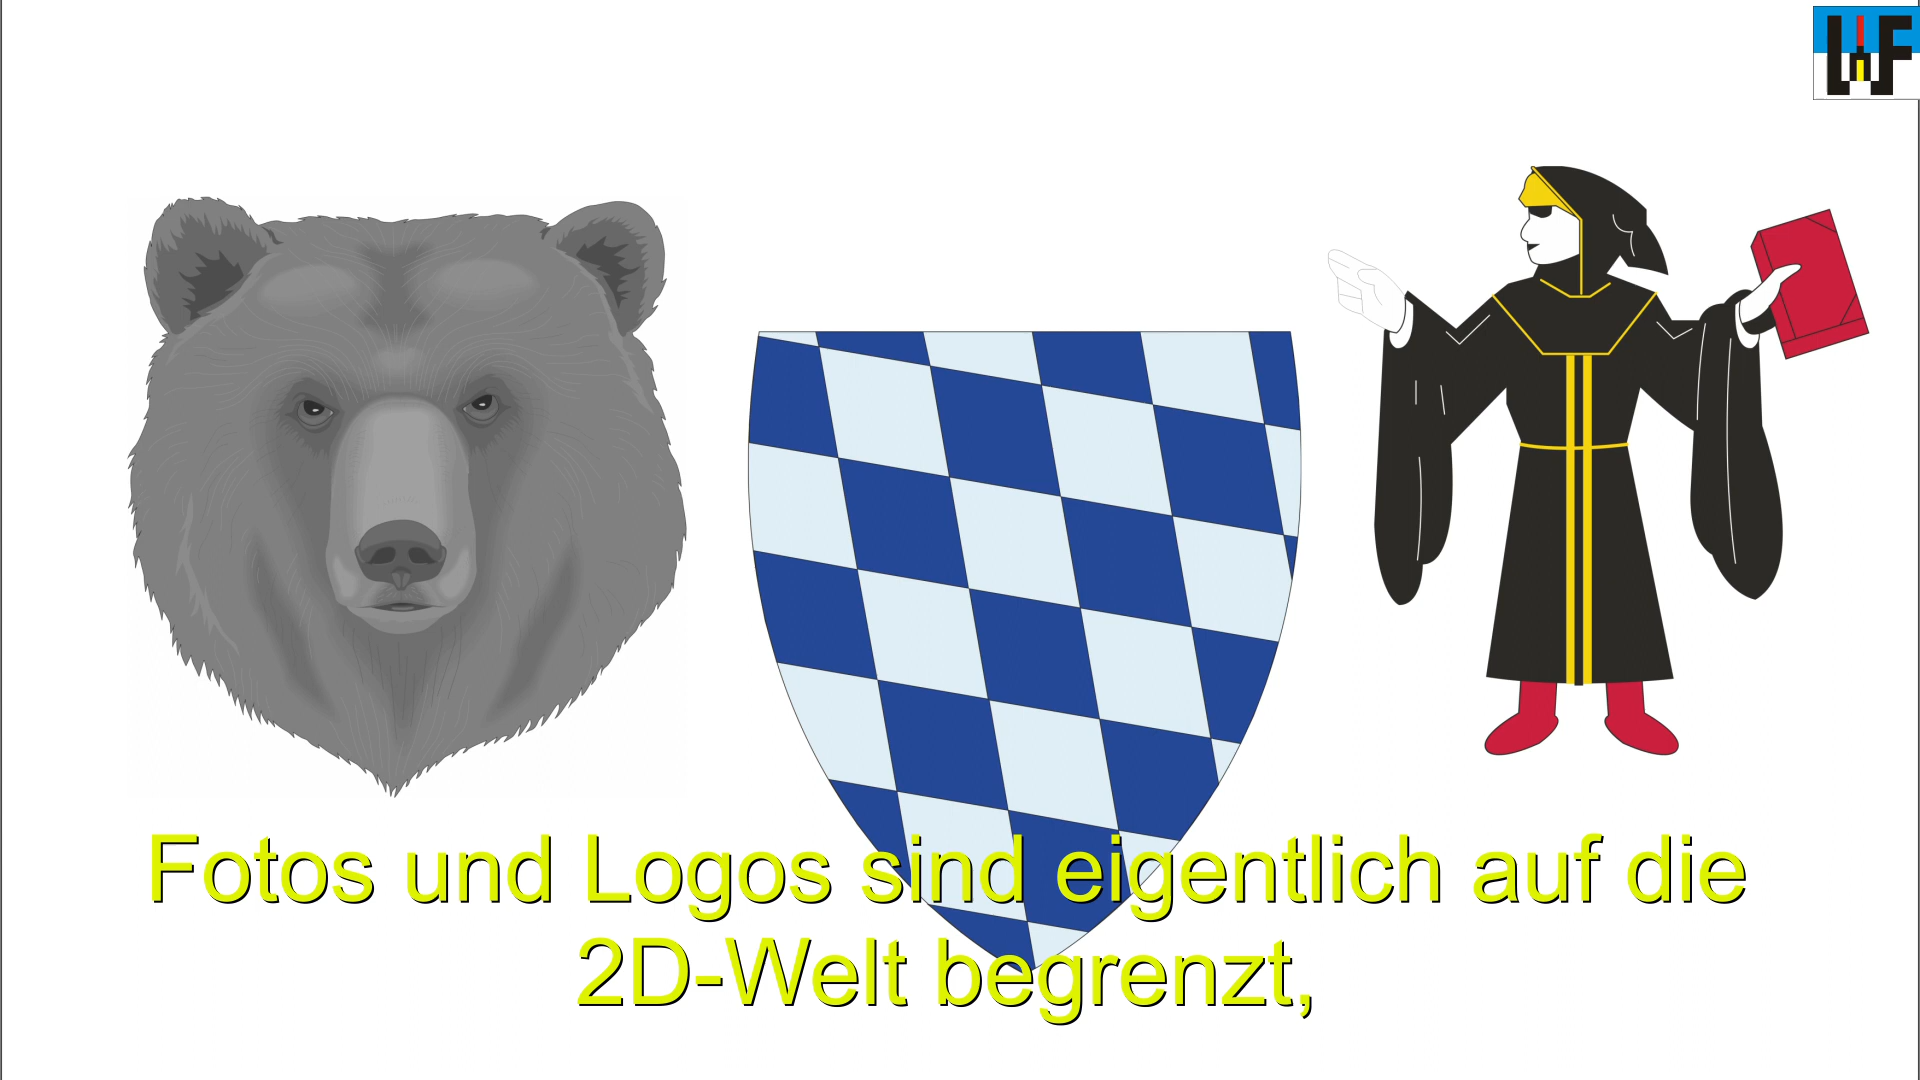 Fotos und Logos sind eigentlich auf die
2D-Welt begrenzt,